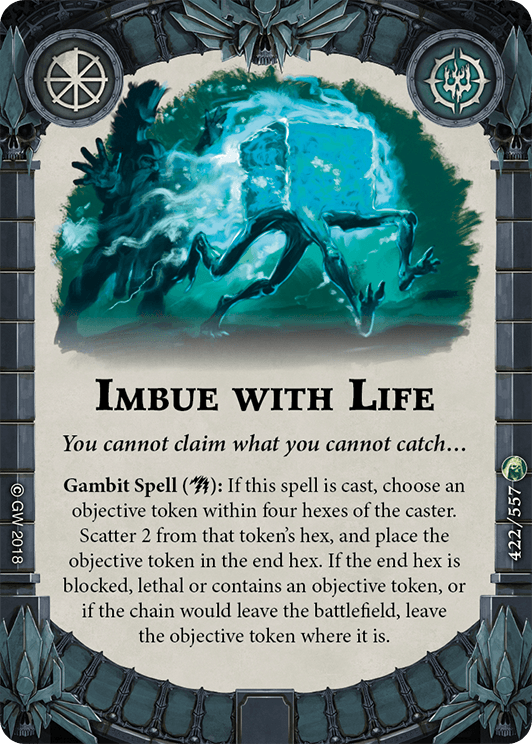 IMBUE WITH LIFE
You cannot claim what you cannot catch…
Gambit Spell (): If this spell is cast, choose an
objective token within four hexes of the caster.
Scatter 2 from that token's hex, and place the
objective token in the end hex. If the end hex is
blocked, lethal or contains an objective token, or
if the chain would leave the battlefield, leave
the objective token where it is.
© GW 2018
422/557